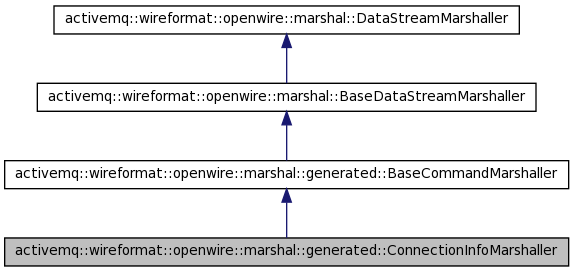 activemq::wireformat::openwire::marshal::DataStreamMarshaller
activemq::wireformat::openwire::marshal::BaseDataStreamMarshaller
activemq::wireformat::openwire::marshal::generated::BaseCommandMarshaller
activemq::wireformat::openwire::marshal::generated::ConnectionInfoMarshaller